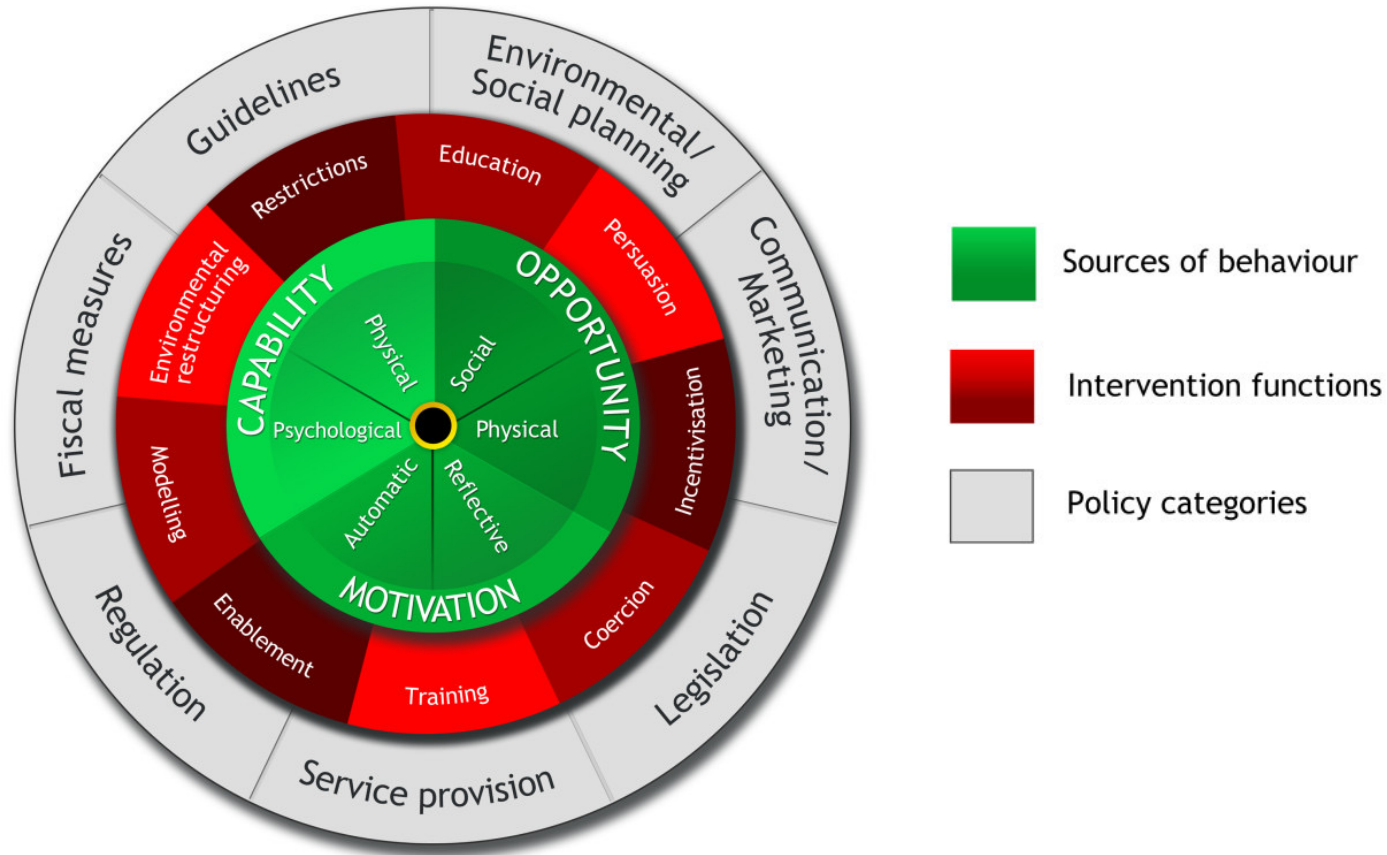 Guidelines
Environmental/
Social planning
Communication/
Marketing
Legislation
Service provision
Regulation
Fiscal measures
Restrictions
Education
Persuasion
Incentivisation
Coercion
Training
Enablement
Modelling
Environmental
restructuring
CAPABILITY
OPPORTUNITY
MOTIVATION
Physical
Social
Physical
Reflective
Automatic
Psychological
Sources of behaviour
Intervention functions
Policy categories